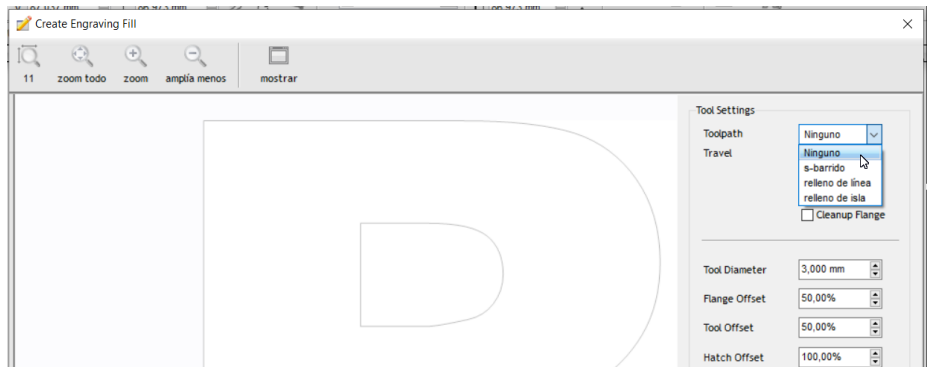 Create Engraving Fill
11 zoom todo zoom amplía menos mostrar
Tool Settings
Toolpath Ninguno
Travel
Ninguno
s-barrido
relleno de línea
relleno de isla
Cleanup Flange
Tool Diameter 3,000 mm
Flange Offset 50,00%
Tool Offset 50,00%
Hatch Offset 100,00%